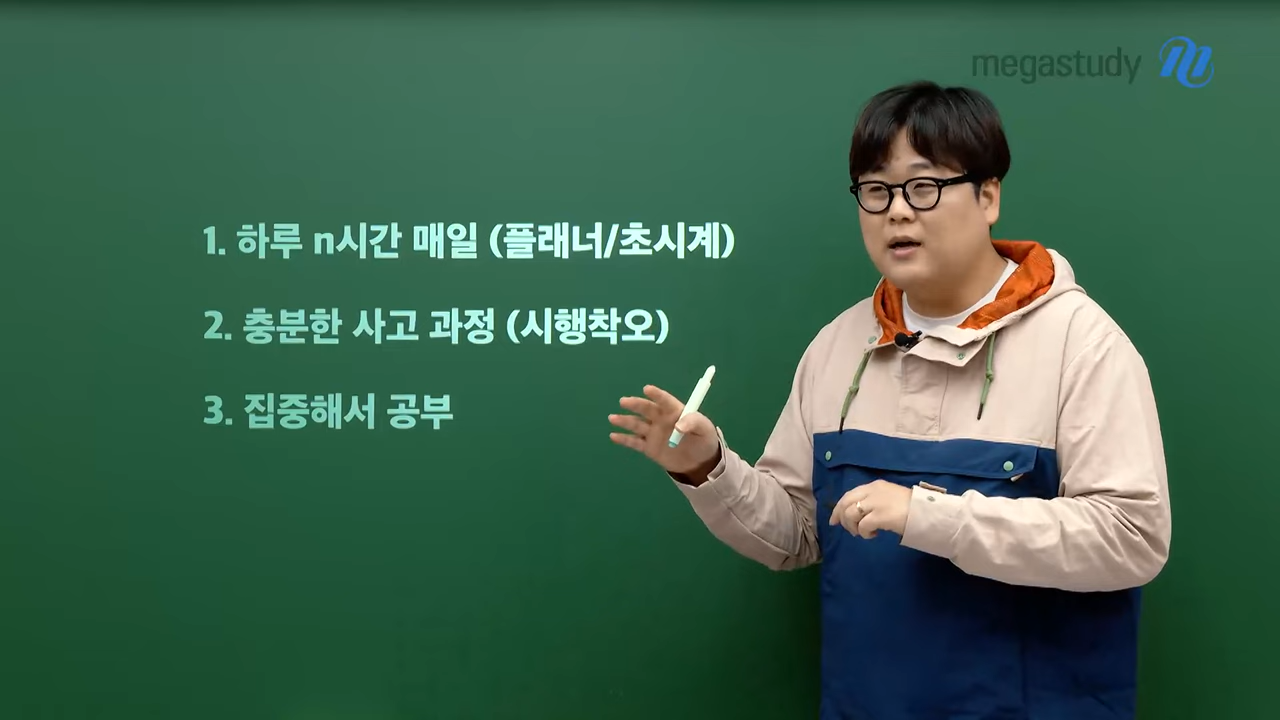 megastudy
1. 하루 n시간 매일 (플래너/초시계)
2. 충분한 사고 과정 (시행착오)
3. 집중해서 공부